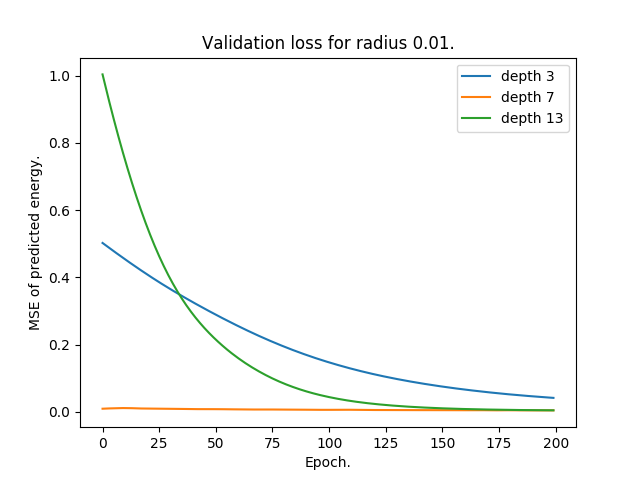 Validation loss for radius 0.01.
depth 3
depth 7
depth 13
1.0
0.8
0.6
0.4
0.2
0.0
MSE of predicted energy.
0 25 50 75 100 125 150 175 200
Epoch.